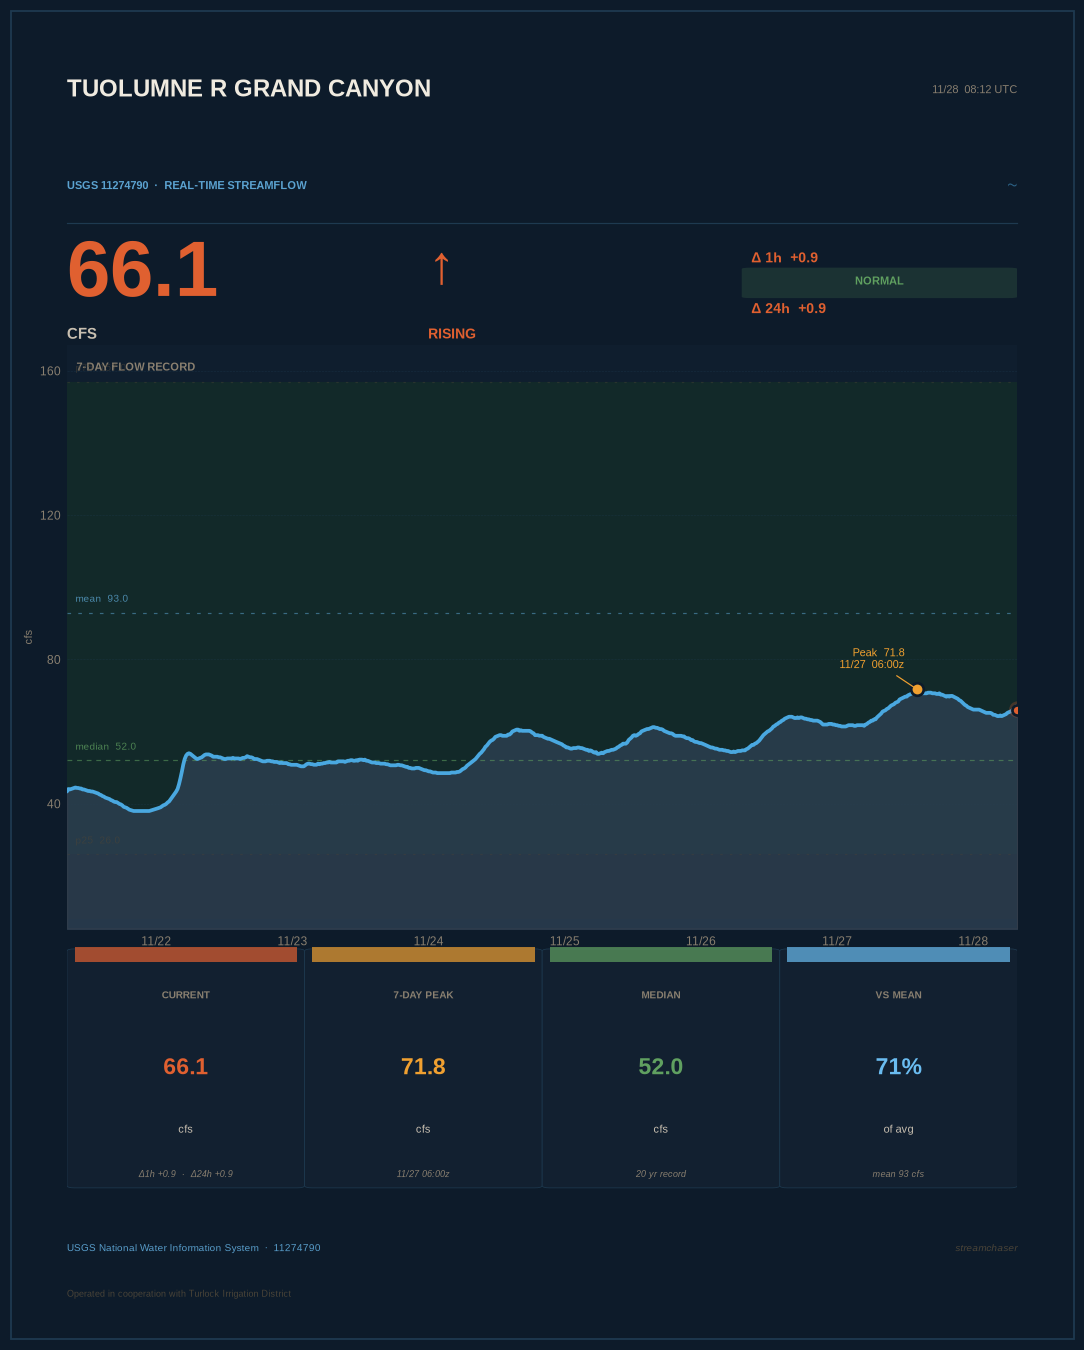 TUOLUMNE R GRAND CANYON
11/28 08:12 UTC
USGS 11274790 · REAL-TIME STREAMFLOW
~
66.1
↑
Δ 1h +0.9
NORMAL
Δ 24h +0.9
CFS
RISING
7-DAY FLOW RECORD
160
120
mean 93.0
cfs
80
Peak 71.8
11/27 06:00z
median 52.0
40
11/22 11/23 11/24 11/25 11/26 11/27 11/28
CURRENT
7-DAY PEAK
MEDIAN
VS MEAN
66.1
71.8
52.0
71%
cfs
cfs
cfs
of avg
Δ1h +0.9 · Δ24h +0.9
11/27 06:00z
20 yr record
mean 93 cfs
USGS National Water Information System · 11274790
streamchaser
Operated in cooperation with Turlock Irrigation District